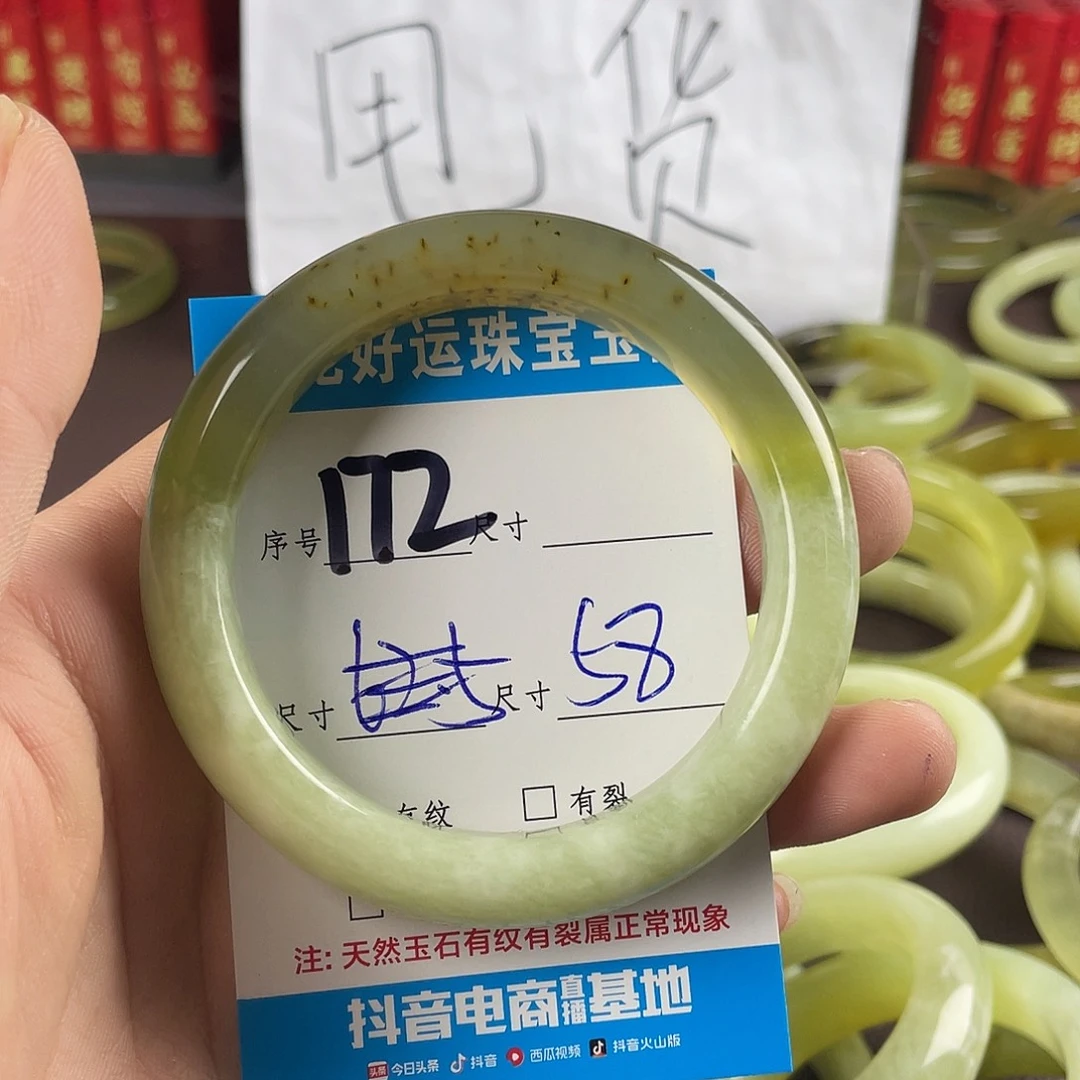 甩货
好运珠宝玉
序号 172 尺寸
尺寸 尺寸 58
有纹 有裂
注: 天然玉石有纹有裂属正常现象
抖音电商直播基地
头条 今日头条 抖音 西瓜视频 抖音火山版